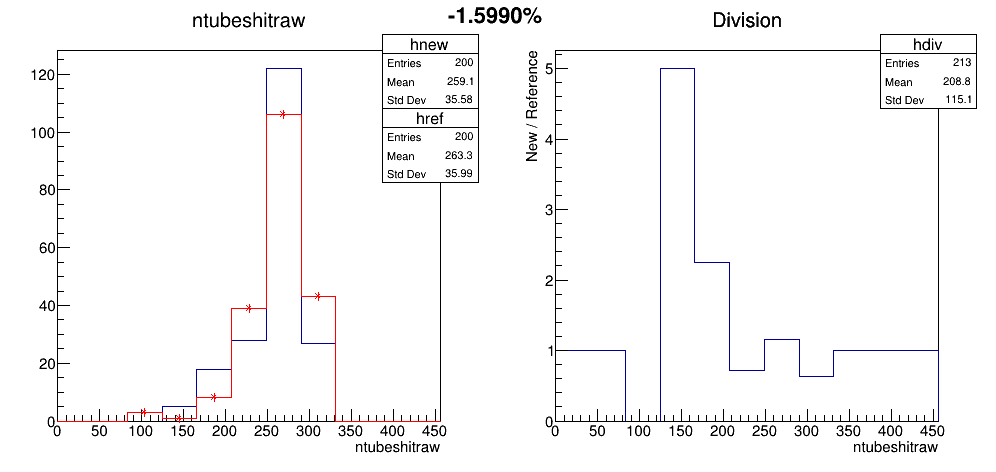 -1.5990%
ntubeshitraw
hnew
Entries 200
Mean 259.1
Std Dev 35.58
href
Entries 200
Mean 263.3
Std Dev 35.99
120
100
80
60
40
20
0
0 50 100 150 200 250 300 350 400 450
ntubeshitraw
Division
hdiv
Entries 213
Mean 208.8
Std Dev 115.1
New / Reference
5
4
3
2
1
0
0 50 100 150 200 250 300 350 400 450
ntubeshitraw